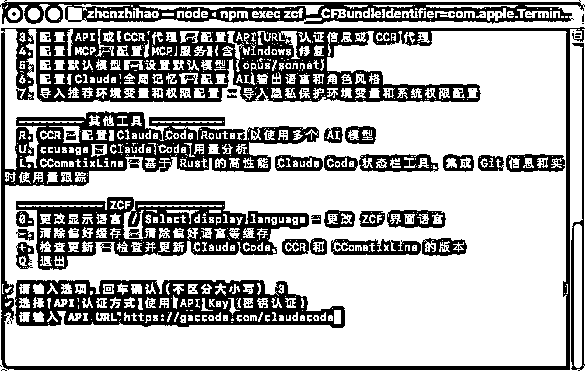 zhenzhihao — node ◂ npm exec zcf __CFBundleIdentifier=com.apple.Termin...
3. 配置 API 或 CCR 代理 - 配置 API URL、认证信息或 CCR 代理
4. 配置 MCP - 配置 MCP 服务（含 Windows 修复）
5. 配置默认模型 - 设置默认模型（opus/sonnet）
6. 配置 Claude 全局记忆 - 配置 AI 输出语言和角色风格
7. 导入推荐环境变量和权限配置 - 导入隐私保护环境变量和系统权限配置
---------- 其他工具 ----------
R. CCR - 配置 Claude Code Router 以使用多个 AI 模型
U. ccusage - Claude Code 用量分析
L. CCometixLine - 基于 Rust 的高性能 Claude Code 状态栏工具，集成 Git 信息和实
时使用量跟踪
---------- ZCF ----------
0. 更改显示语言 / Select display language - 更改 ZCF 界面语言
-. 清除偏好缓存 - 清除偏好语言等缓存
+. 检查更新 - 检查并更新 Claude Code、CCR 和 CCometixLine 的版本
Q. 退出
? 请输入选项，回车确认（不区分大小写） 3
? 选择 API 认证方式 使用 API Key（密钥认证）
? 请输入 API URL https://gaccode.com/claudecode